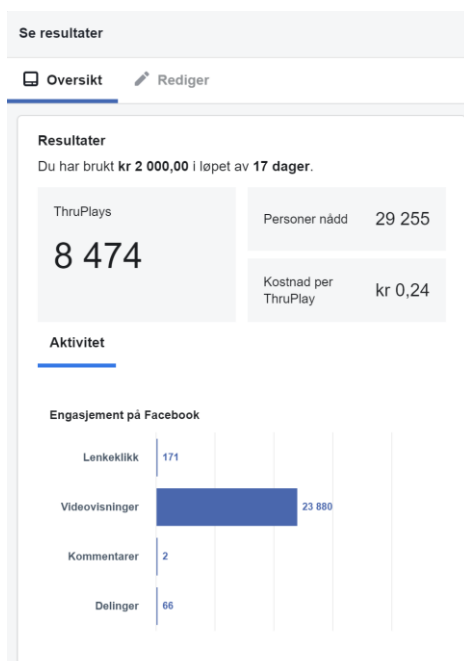 Se resultater
Oversikt
Rediger
Resultater
Du har brukt kr 2 000,00 i løpet av 17 dager.
ThruPlays
8 474
Personer nådd 29 255
Kostnad per
ThruPlay
kr 0,24
Aktivitet
Engasjement på Facebook
Lenkeklikk 171
Videovisninger 23 880
Kommentarer 2
Delinger 66